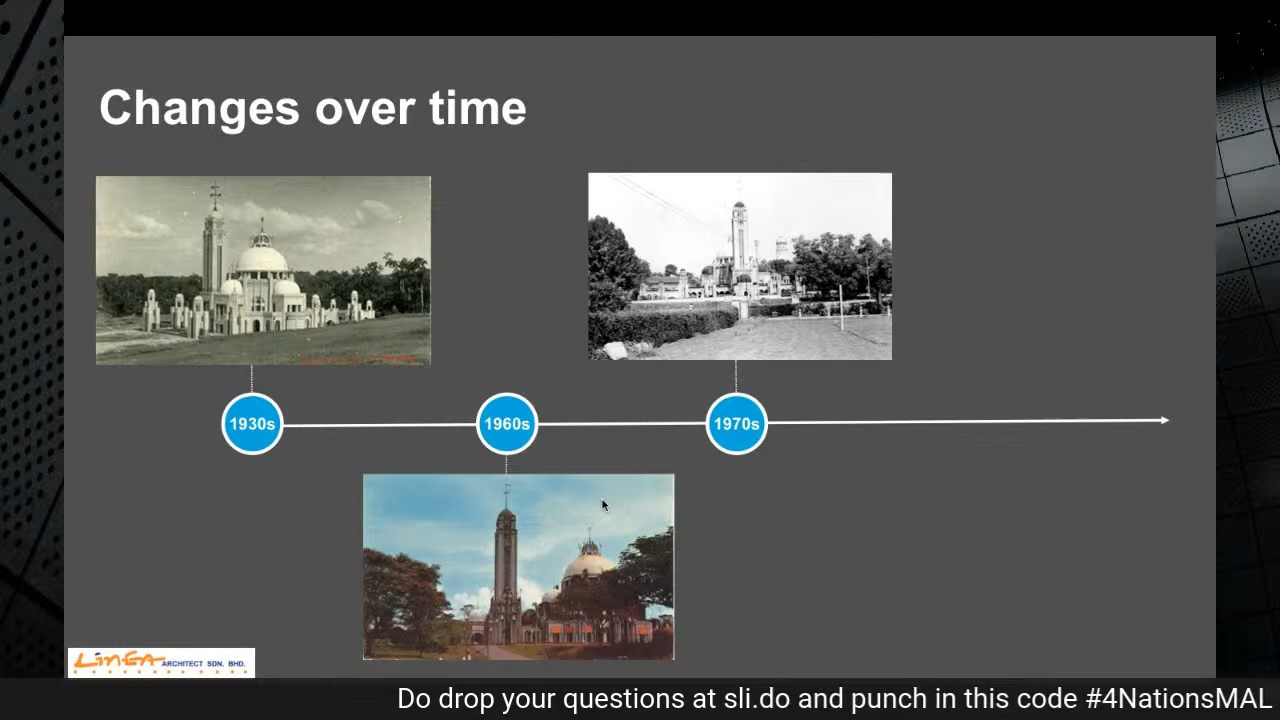 Changes over time
1930s
1960s
1970s
LinEA ARCHITECT SDN. BHD.
Do drop your questions at sli.do and punch in this code #4NationsMAL